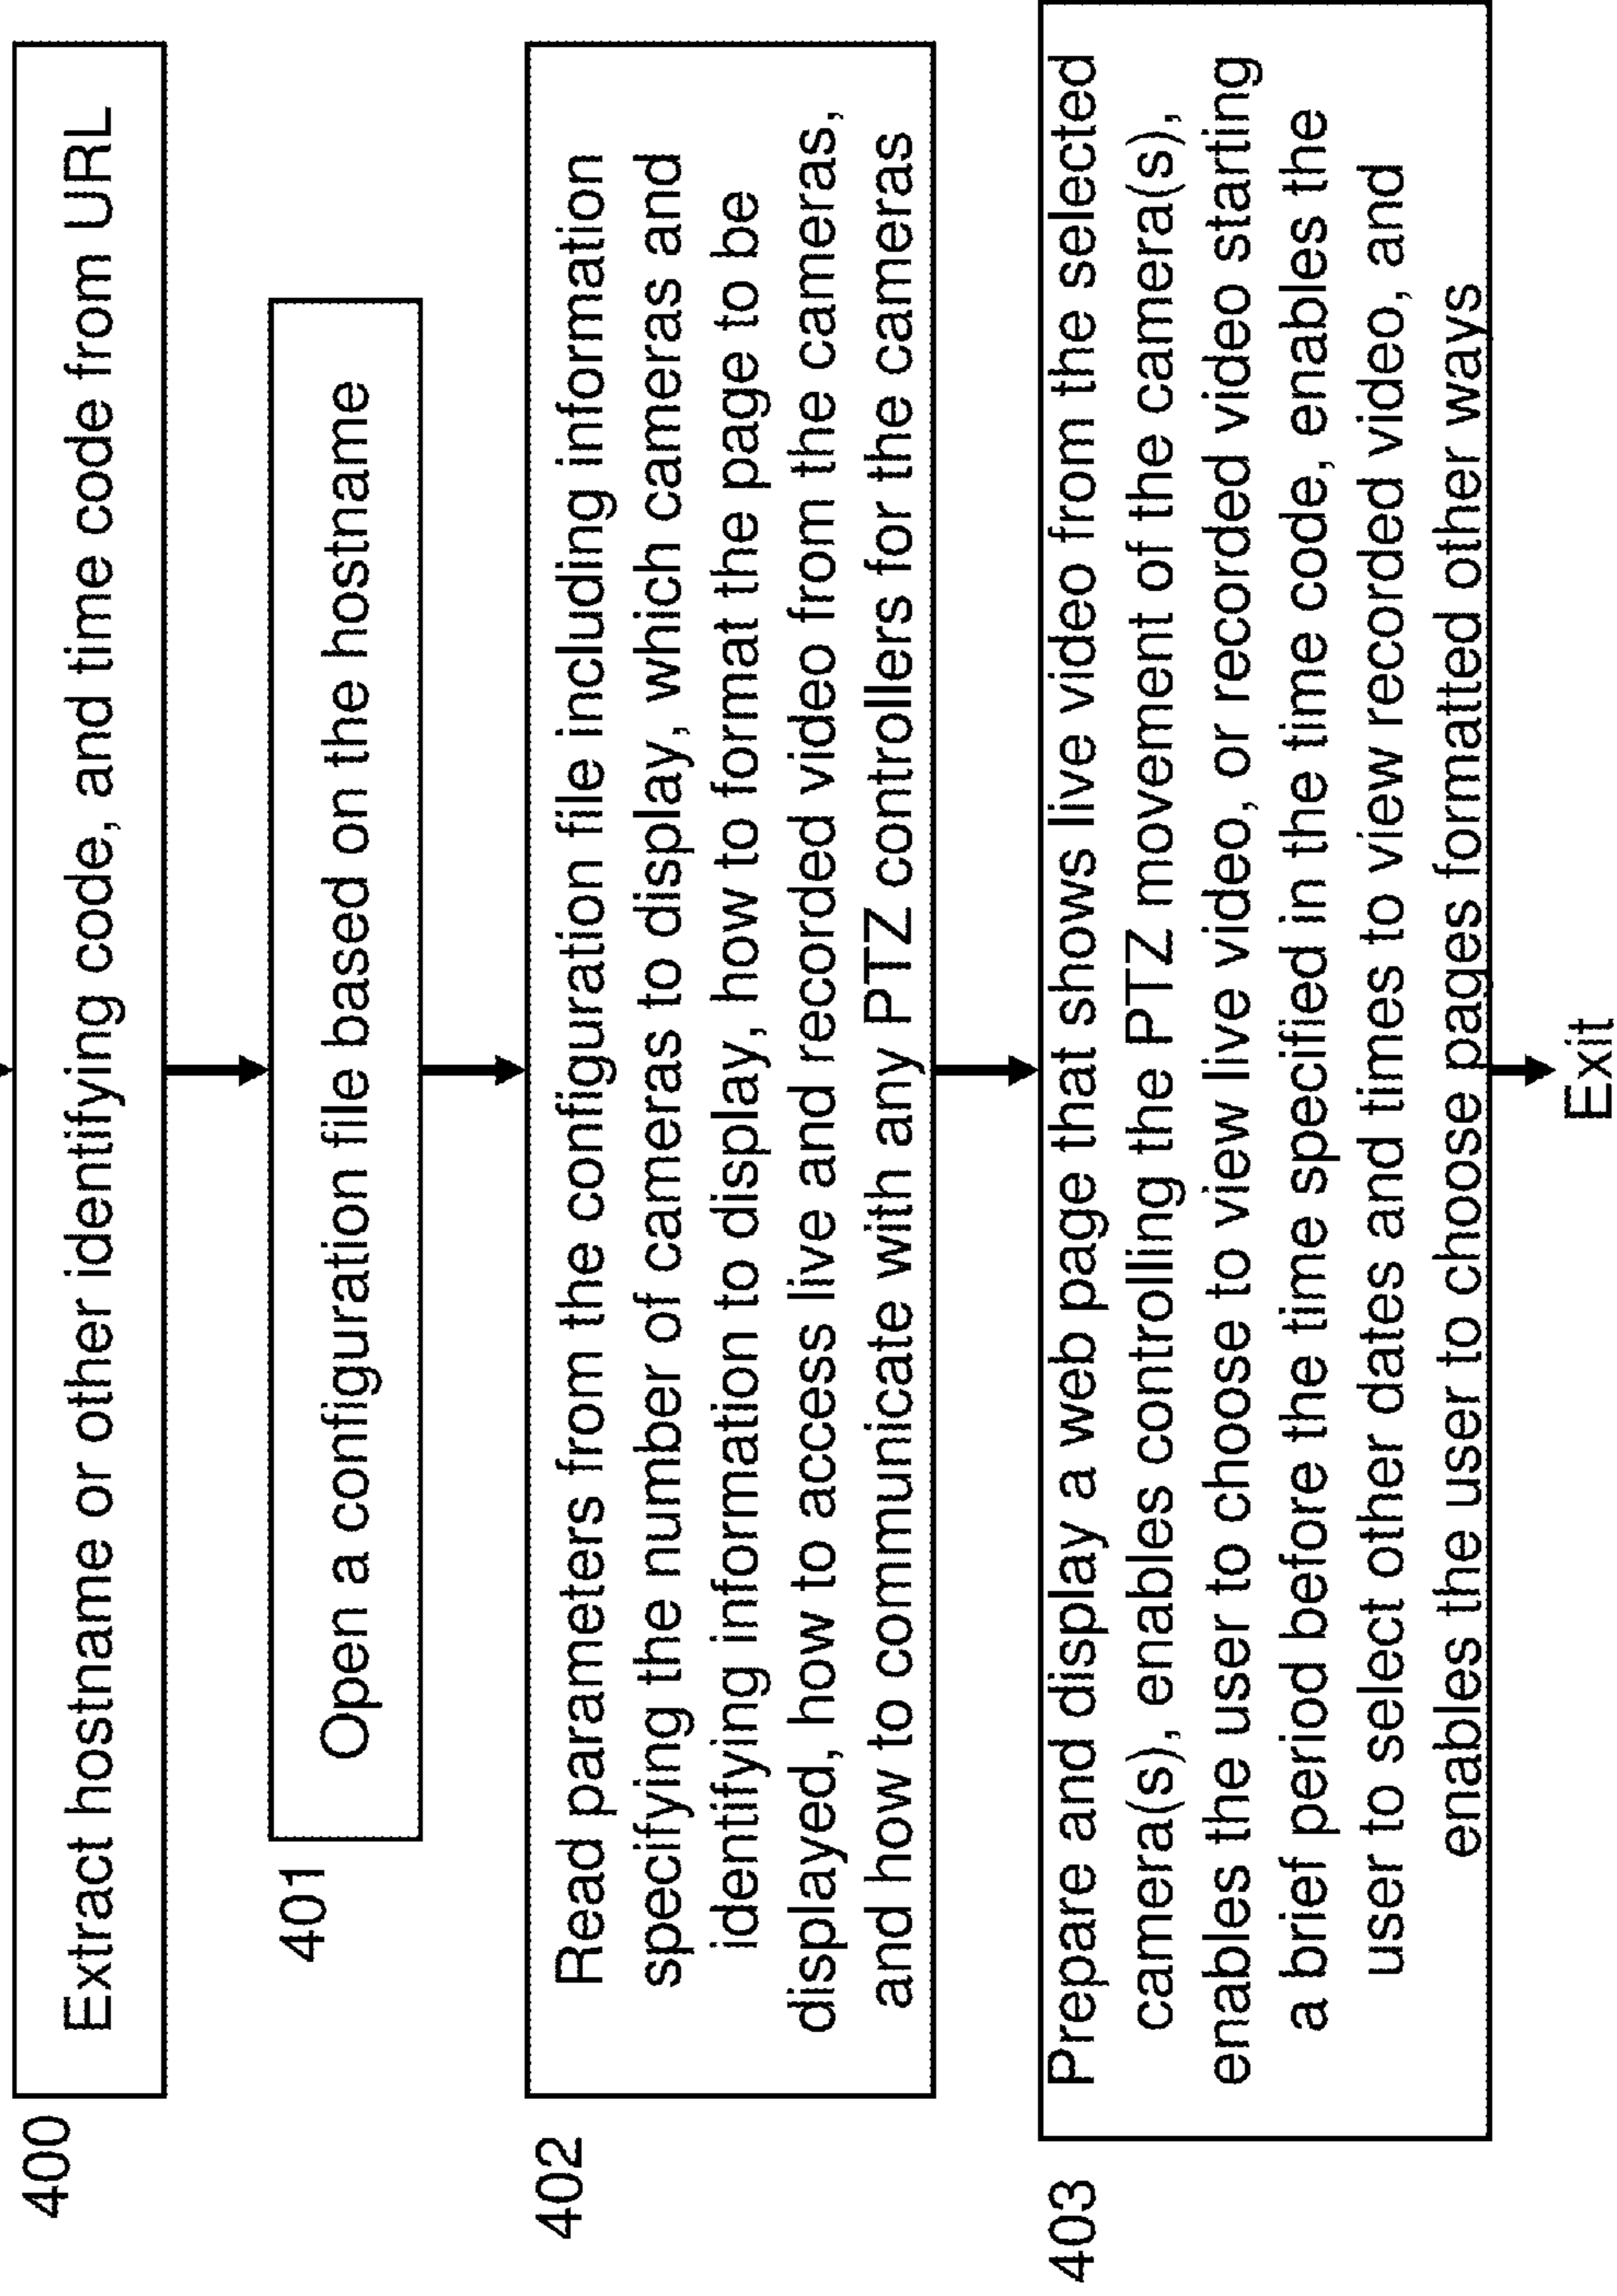 400
Extract hostname or other identifying code, and time code from URL
401
Open a configuration file based on the hostname
402
Read parameters from the configuration file including information
specifying the number of cameras to display, which cameras and
identifying information to display, how to format the page to be
displayed, how to access live and recorded video from the cameras,
and how to communicate with any PTZ controllers for the cameras
403
Prepare and display a web page that shows live video from the selected
camera(s), enables controlling the PTZ movement of the camera(s),
enables the user to choose to view live video, or recorded video starting
a brief period before the time specified in the time code, enables the
user to select other dates and times to view recorded video, and
enables the user to choose pages formatted other ways
Exit